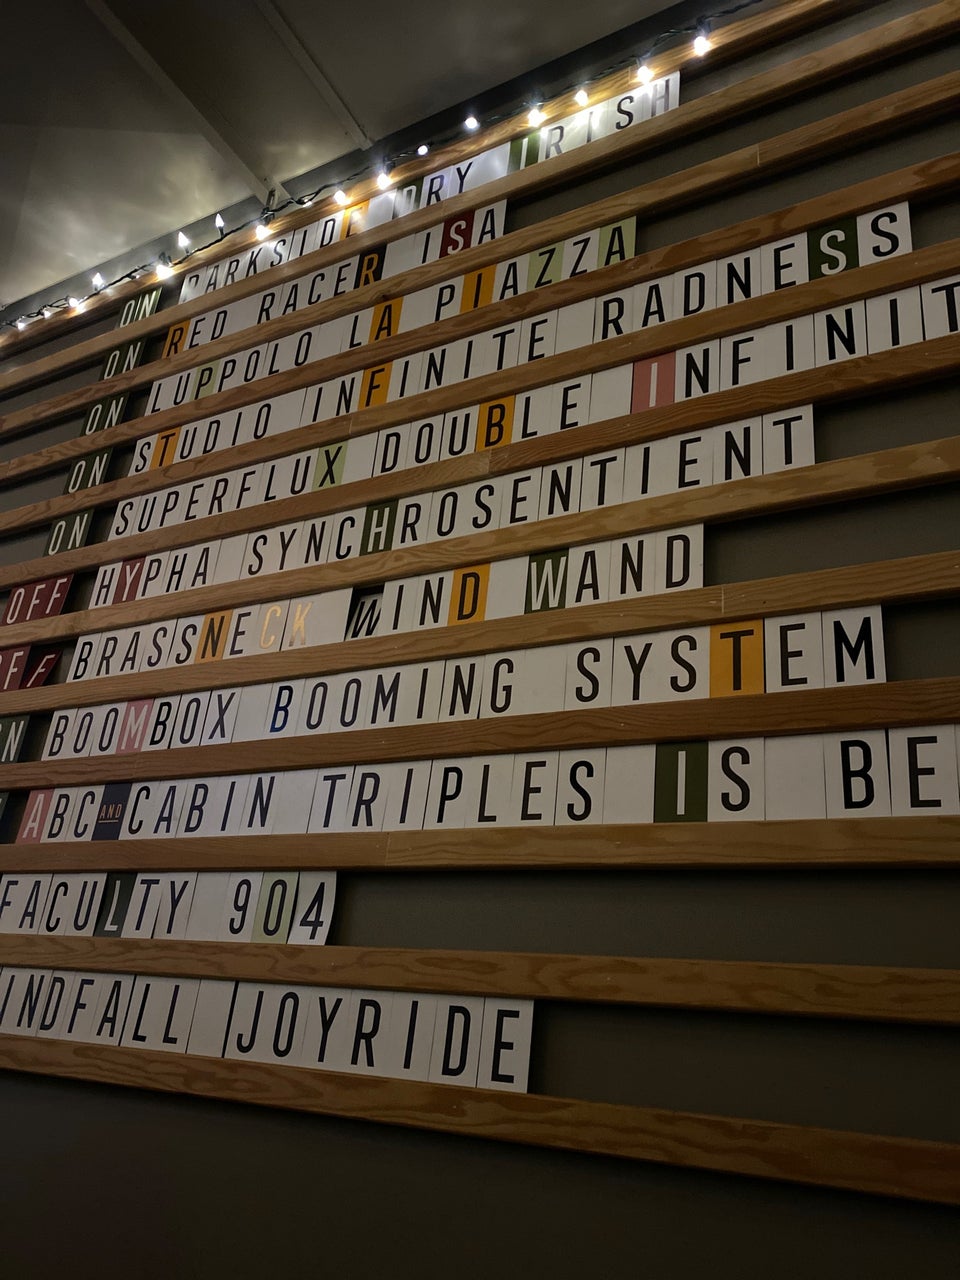 ON PARKSIDE DRY IRISH
ON RED RACER ISA
ON LUPPOLO LA PIAZZA
ON STUDIO INFINITE RADNESS
ON SUPERFLUX DOUBLE INFINIT
OFF HYPHA SYNCHROSENTIENT
OFF BRASSNECK WIND WAND
ON BOOMBOX BOOMING SYSTEM
ABC AND CABIN TRIPLES IS BE
FACULTY 904
INDFALL JOYRIDE